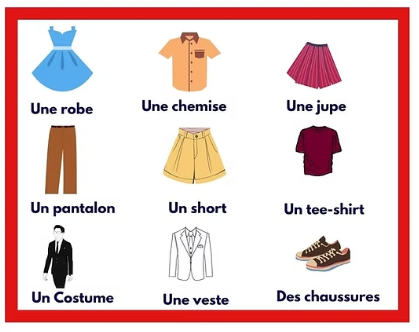 Une robe
Une chemise
Une jupe
Un pantalon
Un short
Un tee-shirt
Un Costume
Une veste
Des chaussures